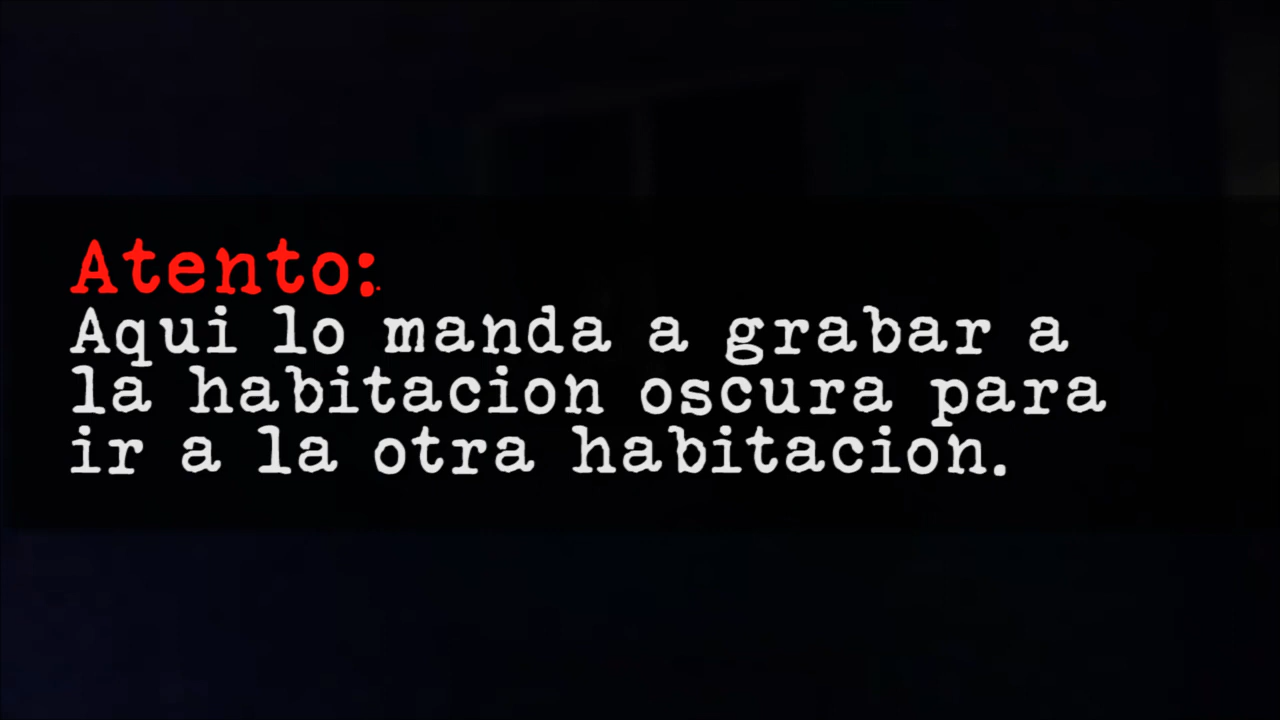 Atento:
Aqui lo manda a grabar a
la habitacion oscura para
ir a la otra habitacion.